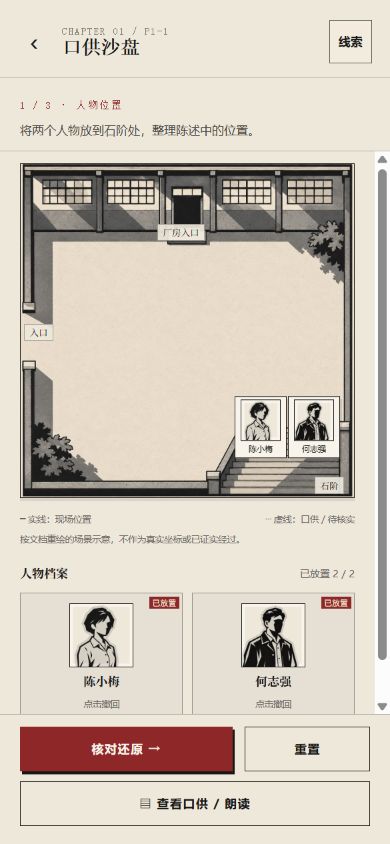 CHAPTER 01 / P1-1
‹ 口供沙盘
线索
1 / 3 · 人物位置
将两个人物放到石阶处，整理陈述中的位置。
厂房入口
入口
陈小梅 何志强
石阶
实线：现场位置 虚线：口供 / 待核实
按文档重绘的场景示意，不作为真实坐标或已证实经过。
人物档案 已放置 2 / 2
已放置 已放置
陈小梅 何志强
点击撤回 点击撤回
核对还原 → 重置
▤ 查看口供 / 朗读